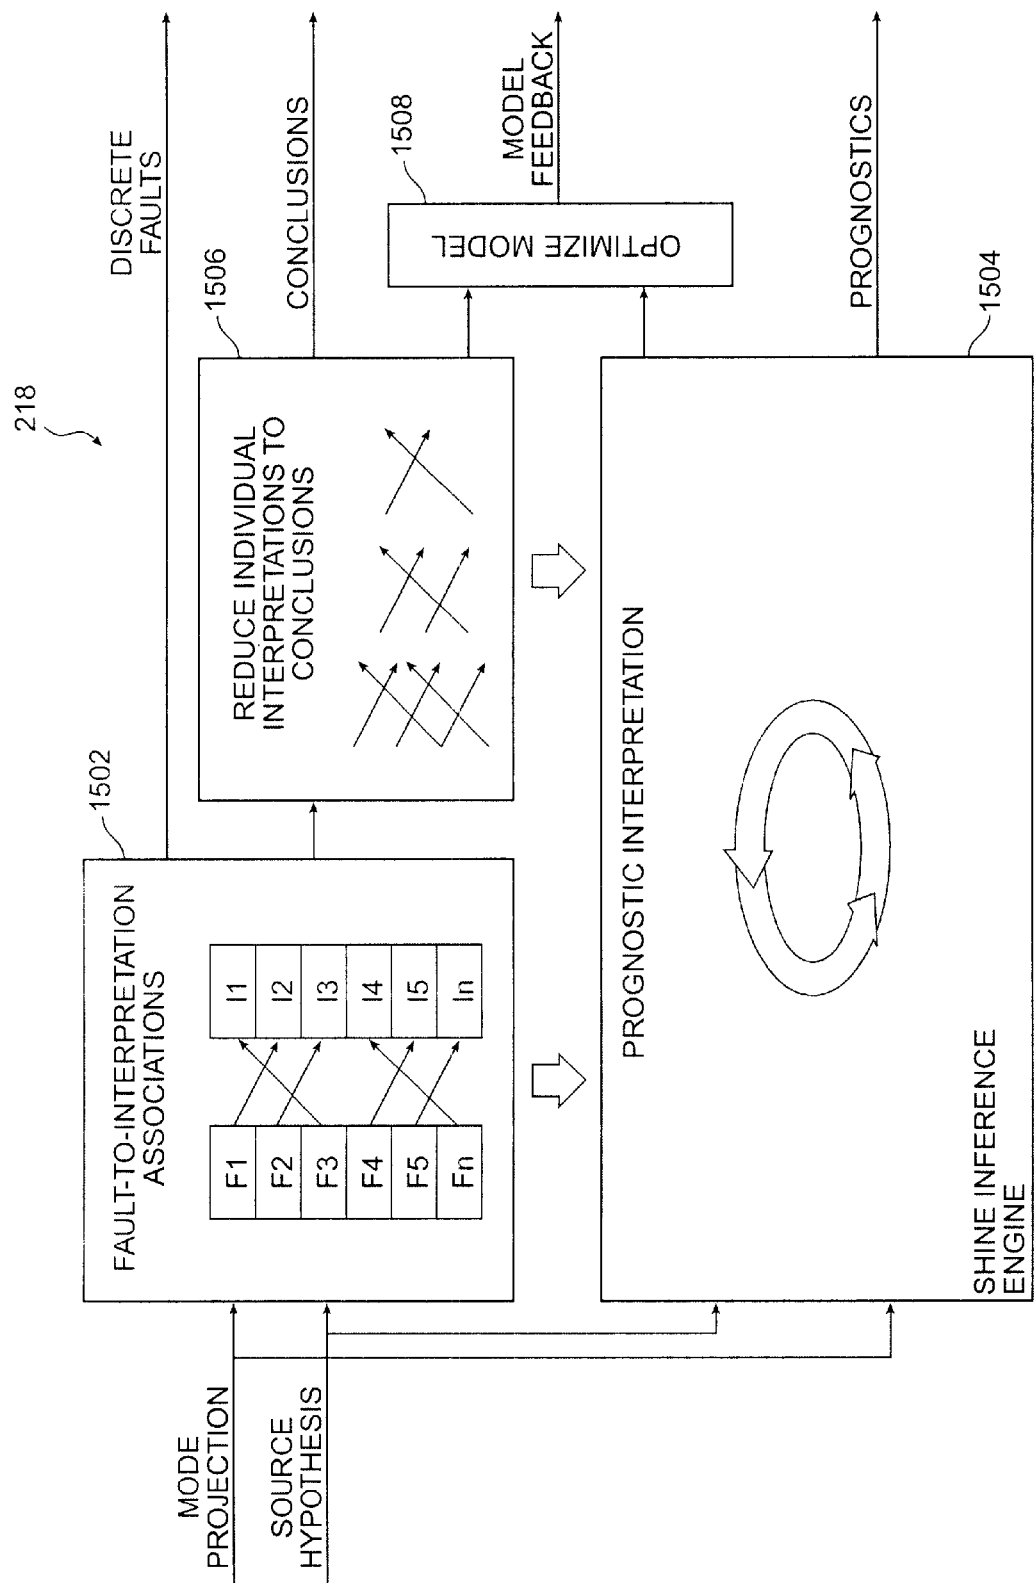 218
MODE
PROJECTION
SOURCE
HYPOTHESIS
1502
FAULT-TO-INTERPRETATION
ASSOCIATIONS
F1
F2
F3
F4
F5
Fn
I1
I2
I3
I4
I5
In
1506
REDUCE INDIVIDUAL
INTERPRETATIONS TO
CONCLUSIONS
DISCRETE
FAULTS
CONCLUSIONS
1508
OPTIMIZE MODEL
MODEL
FEEDBACK
PROGNOSTIC INTERPRETATION
SHINE INFERENCE
ENGINE
PROGNOSTICS
1504